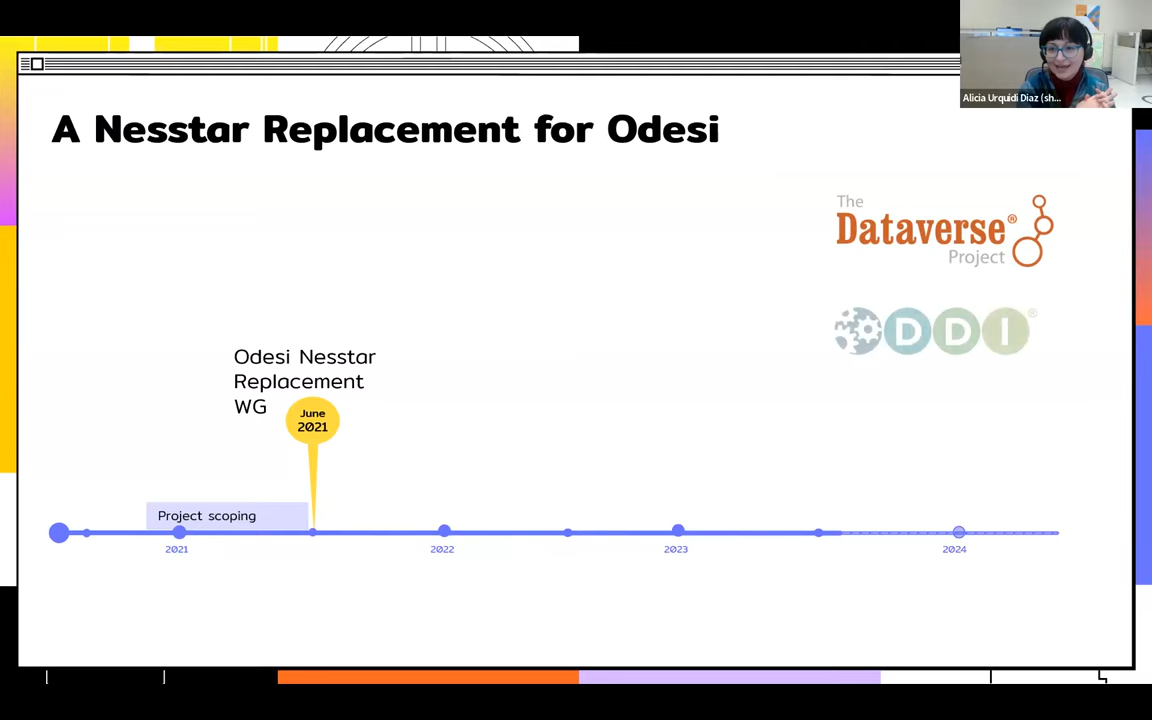 Alicia Urquidi Diaz (sh...
A Nesstar Replacement for Odesi
The
Dataverse®
Project
DDI®
Odesi Nesstar
Replacement
WG
June
2021
Project scoping
2021
2022
2023
2024